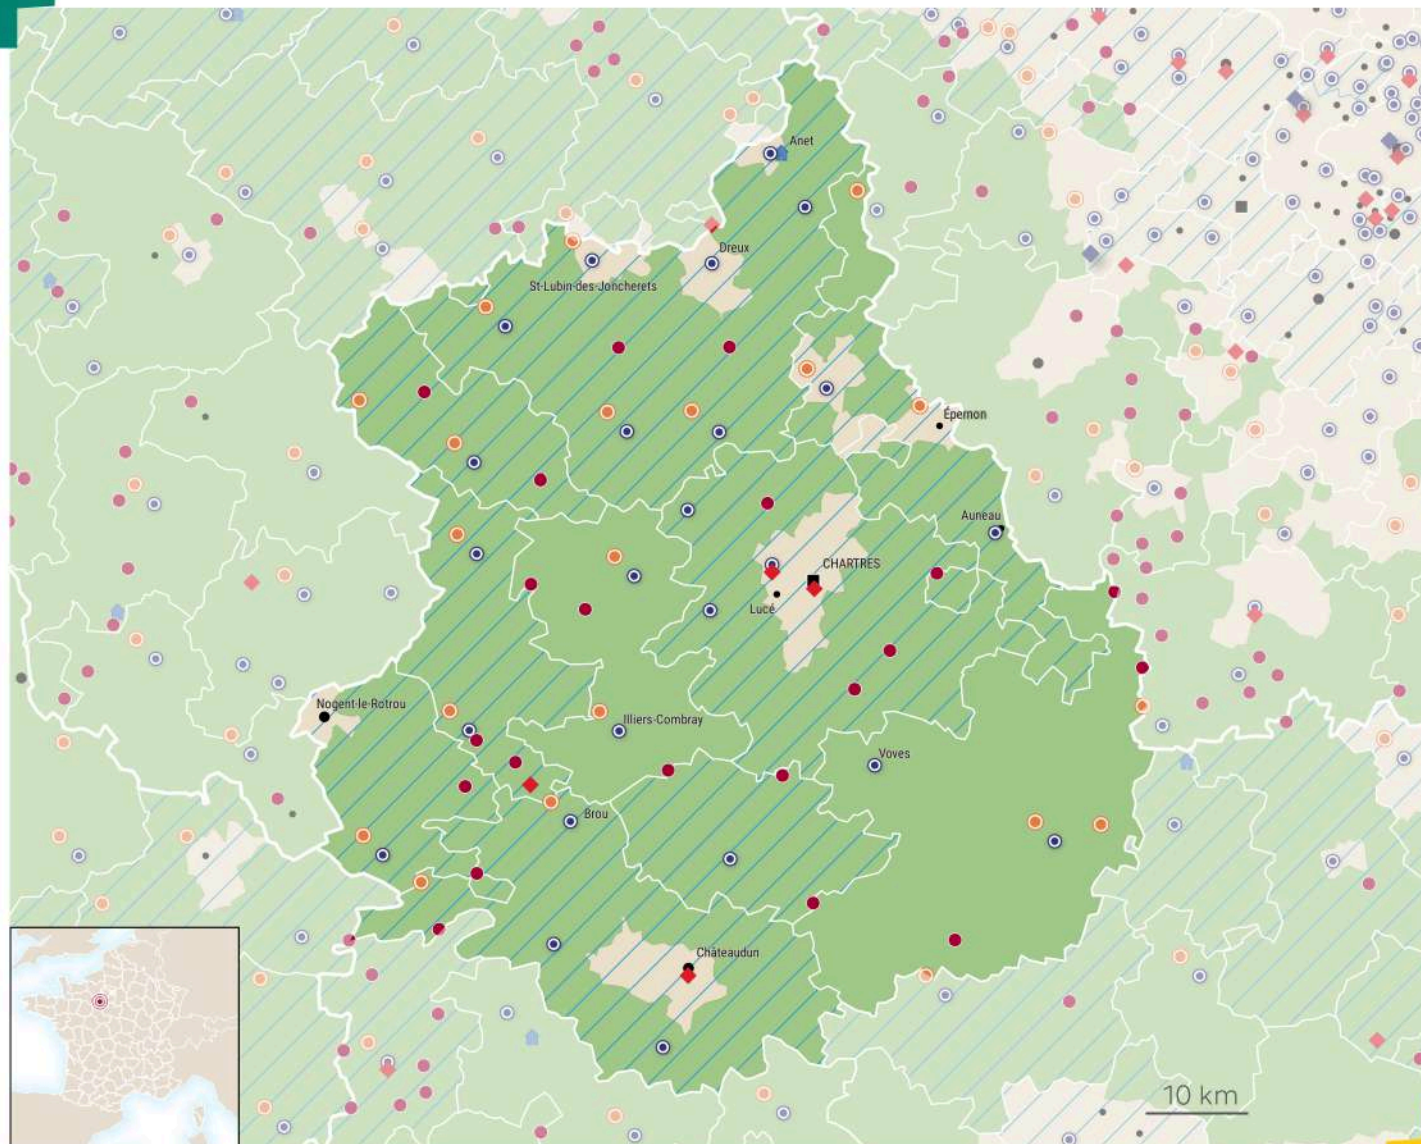 Anet
Dreux
St-Lubin-des-Joncherets
Épernon
Auneau
CHARTRES
Lucé
Nogent-le-Rotrou
Illiers-Combray
Voves
Brou
Châteaudun
10 km